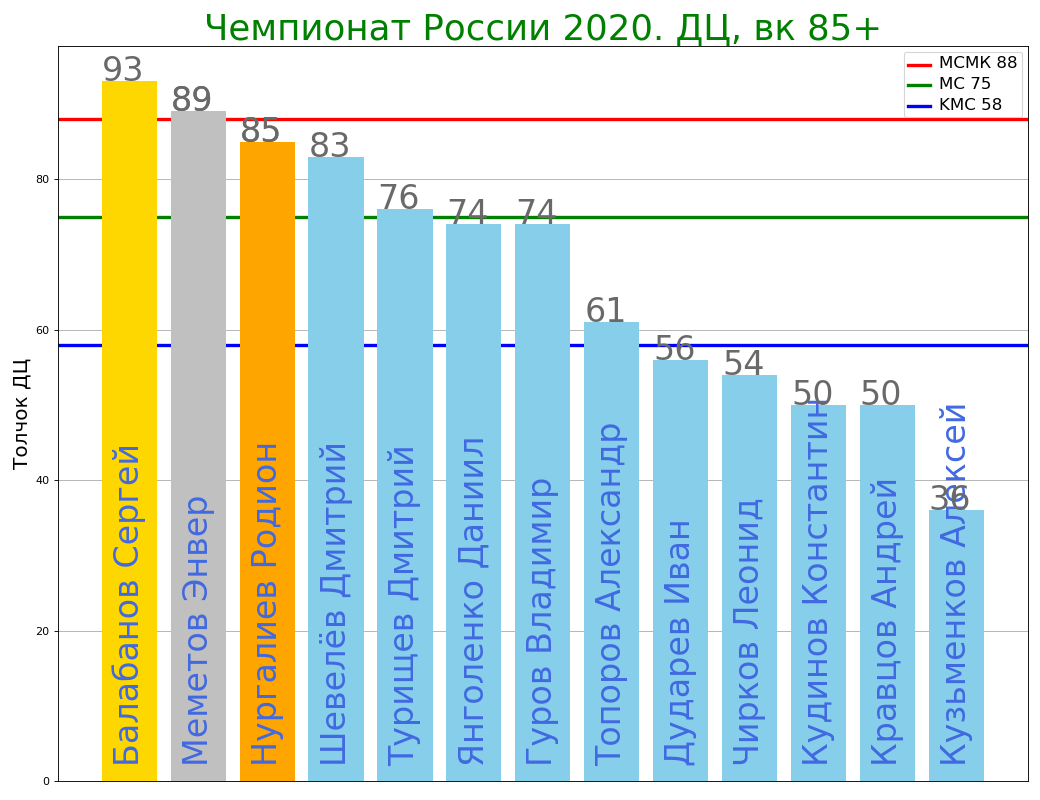 Чемпионат России 2020. ДЦ, вк 85+
МСМК 88
МС 75
КМС 58
Толчок ДЦ
80
60
40
20
0
93
89
85
83
76
74
74
61
56
54
50
50
36
Балабанов Сергей
Меметов Энвер
Нургалиев Родион
Шевелёв Дмитрий
Турищев Дмитрий
Янголенко Даниил
Гуров Владимир
Топоров Александр
Дударев Иван
Чирков Леонид
Кудинов Константин
Кравцов Андрей
Кузьменков Алексей